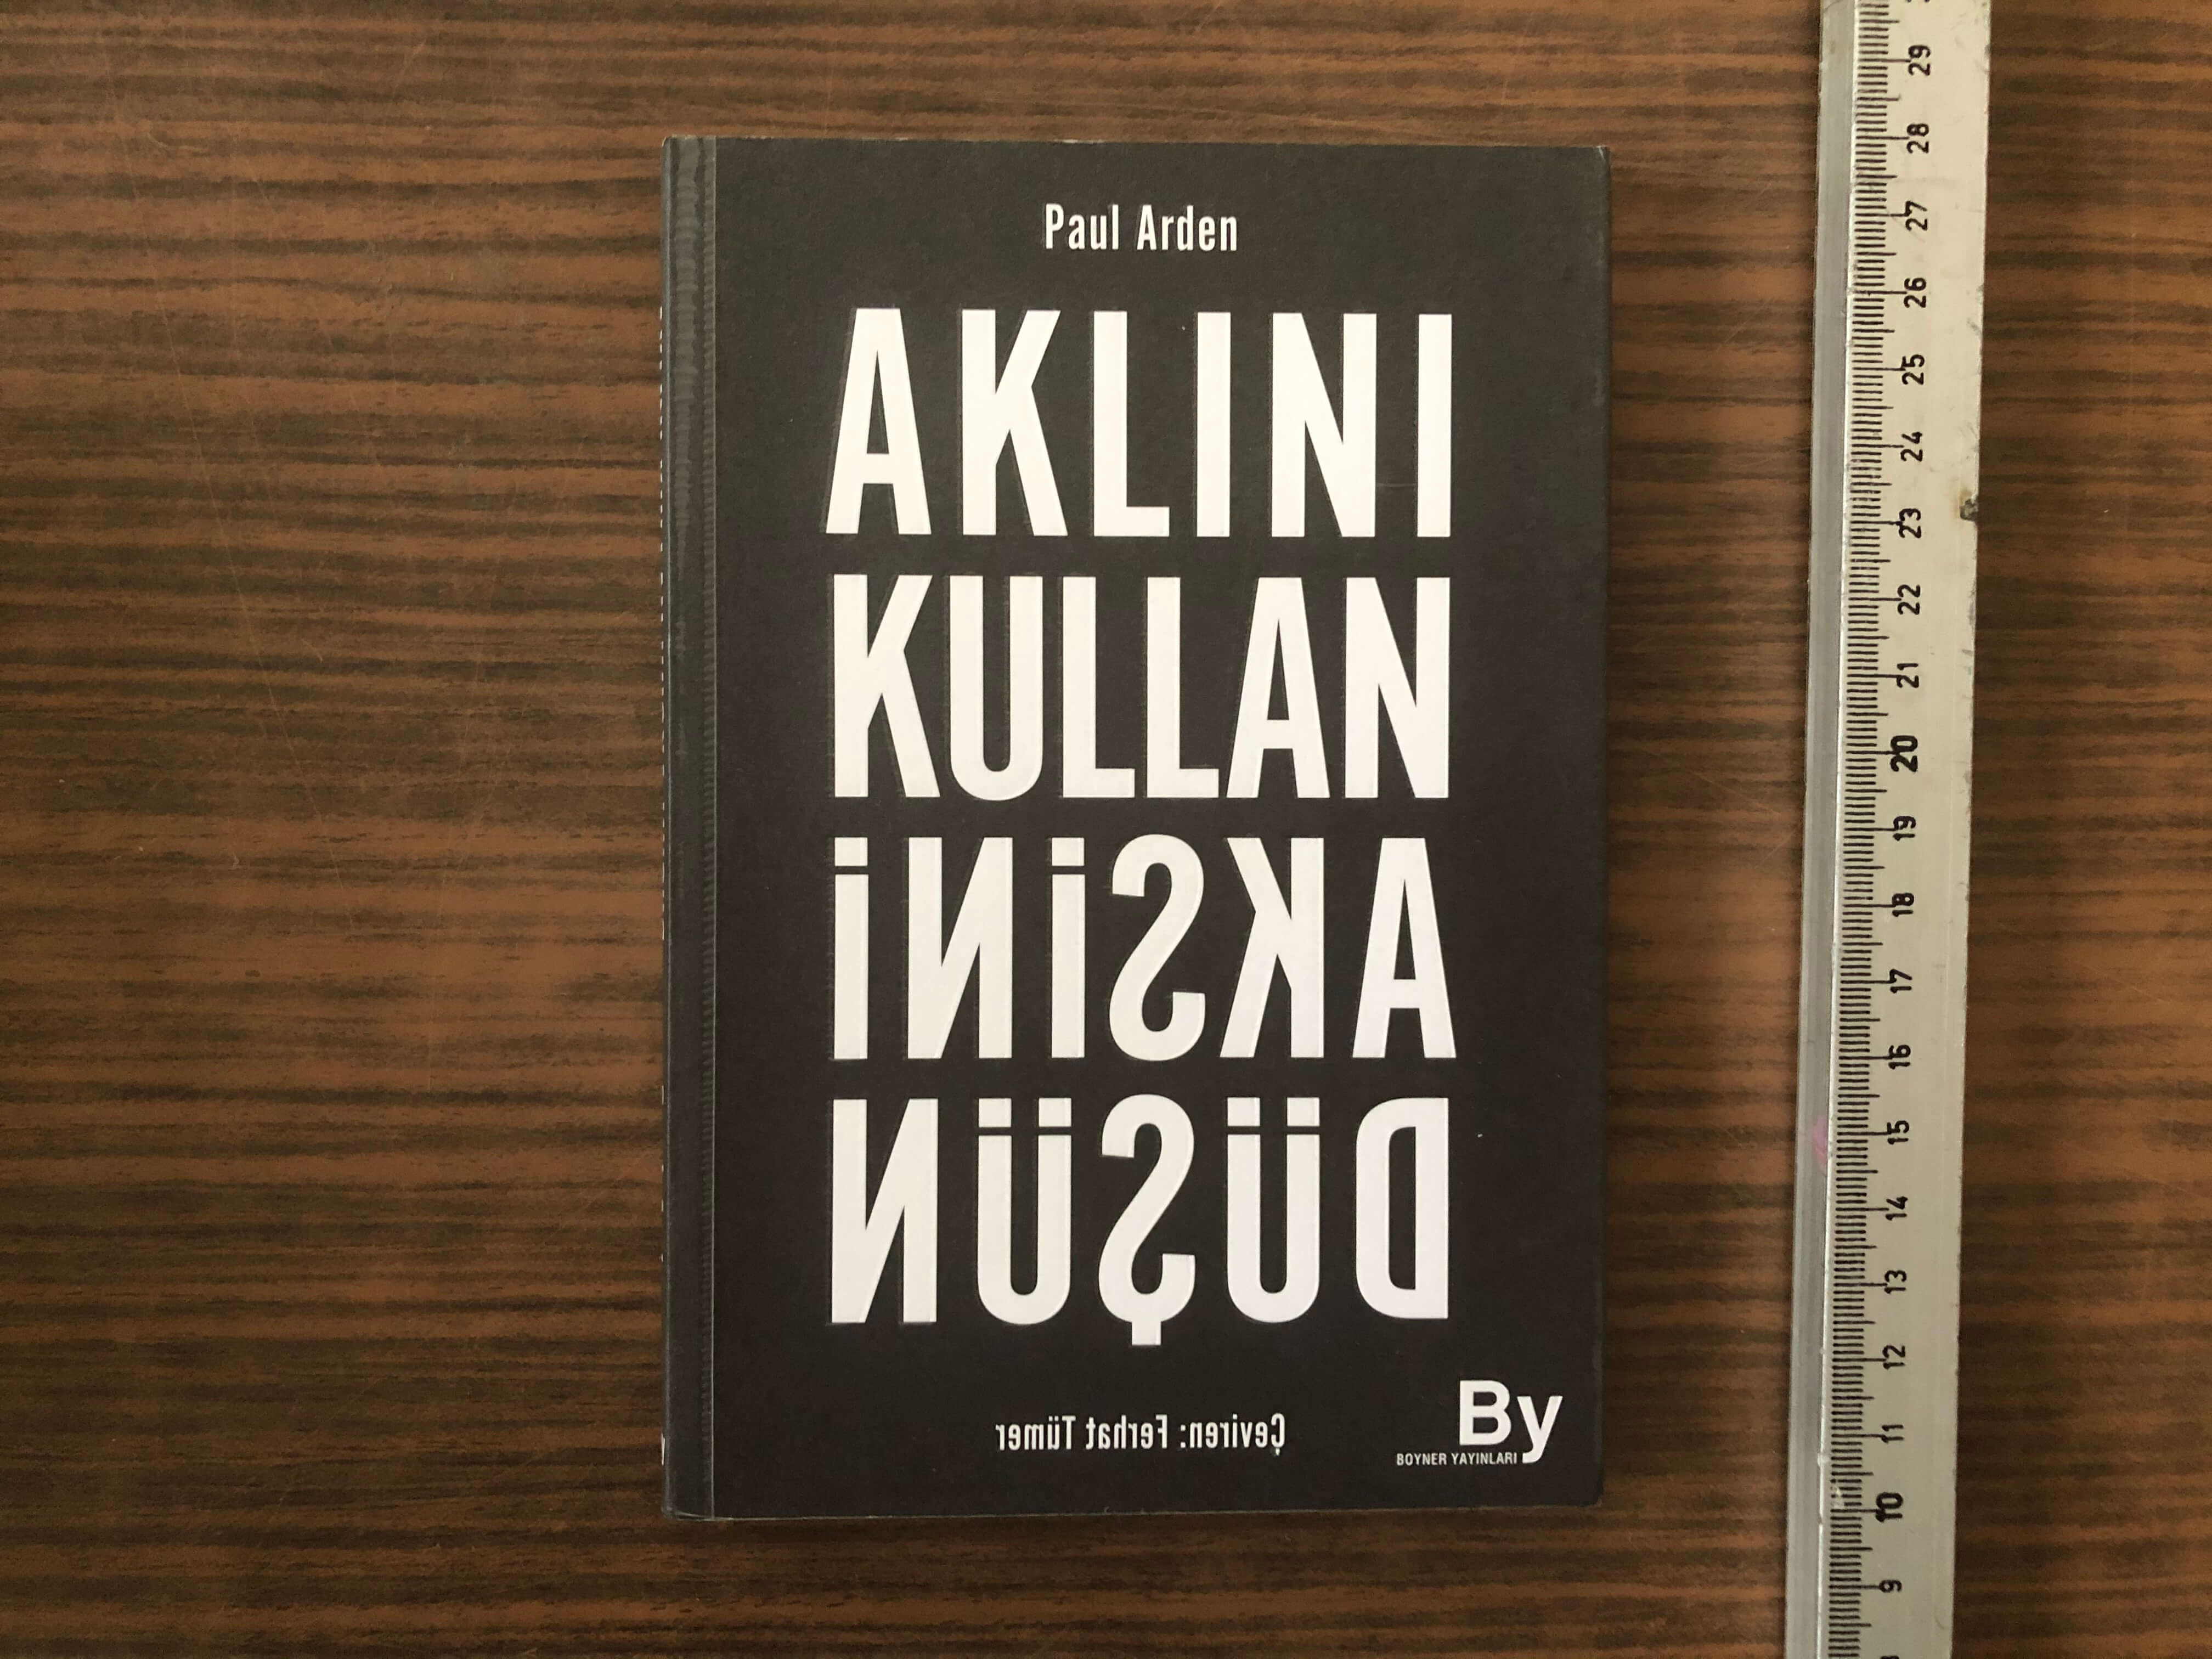 Paul Arden
AKLINI
KULLAN
AKSİNİ
DÜŞÜN
Çeviren: Ferhat Tümer
By
BOYNER YAYINLARI
29
28
27
26
25
24
23
22
21
20
19
18
17
16
15
14
13
12
11
10
9